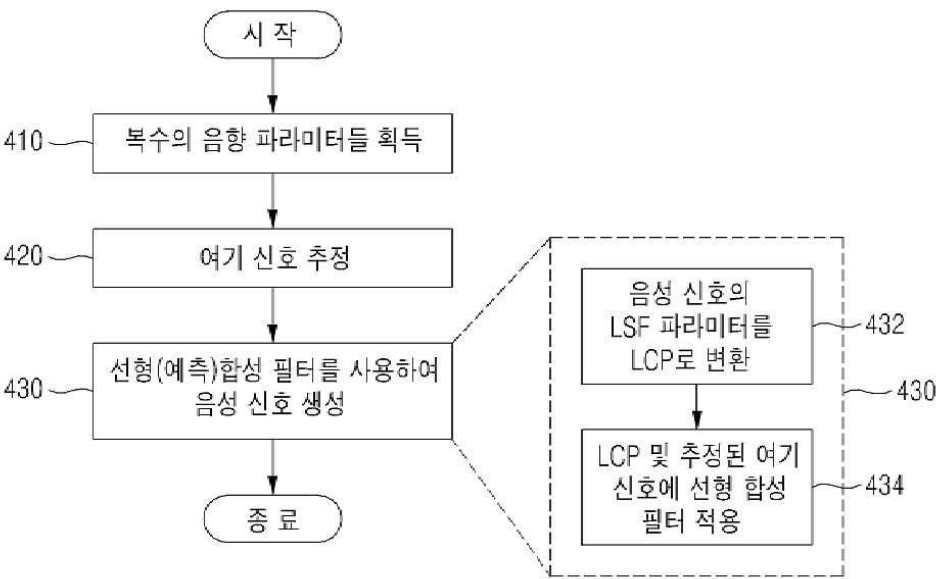 시 작
410
복수의 음향 파라미터들 획득
420
여기 신호 추정
430
선형(예측)합성 필터를 사용하여
음성 신호 생성
종 료
음성 신호의
LSF 파라미터를
LCP로 변환
432
430
LCP 및 추정된 여기
신호에 선형 합성
필터 적용
434